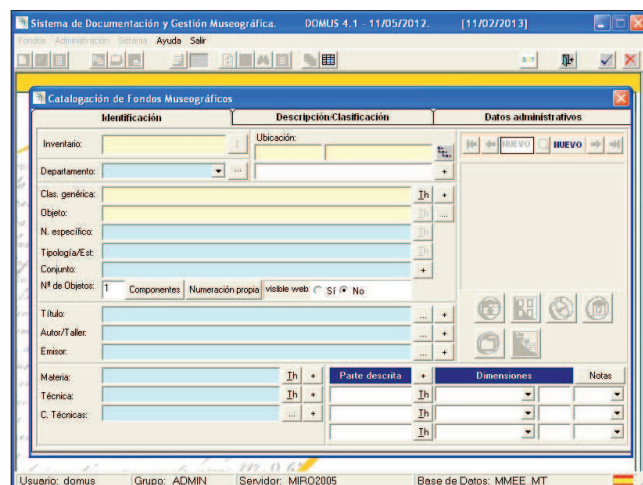 Sistema de Documentación y Gestión Museográfica. DOMUS 4.1 - 11/05/2012. [11/02/2013]
Fondos Administración Sistema Ayuda Salir
Catalogación de Fondos Museográficos
Identificación Descripción/Clasificación Datos administrativos
Inventario: Ubicación:
NUEVO NUEVO
Departamento: ... +
Clas. genérica: Th +
Objeto: Th ...
N. específico: Th
Tipología/Est: Th
Conjunto: +
Nª de Objetos: 1 Componentes Numeración propia visible web Sí No
Título: ... +
Autor/Taller: ... +
Emisor: ... +
Materia: Th + Parte descrita + Dimensiones Notas
Técnica: Th + Th
C. Técnicas: ... + Th
Th
Usuario: domus Grupo: ADMIN Servidor: MIRO2005 Base de Datos: MMEE_MT